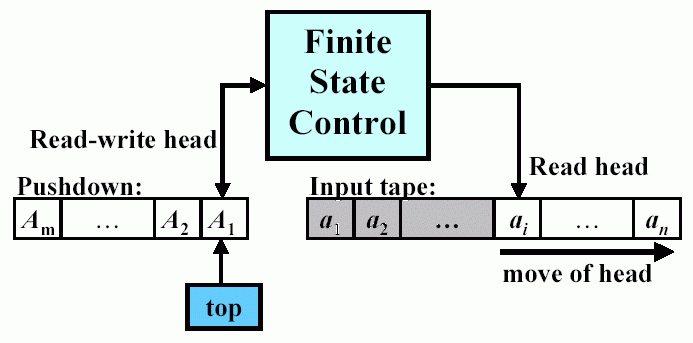 Finite
State
Control
Read-write head
Read head
Pushdown:
Input tape:
Aₘ … A₂ A₁
a₁ a₂ … aᵢ … aₙ
move of head
top